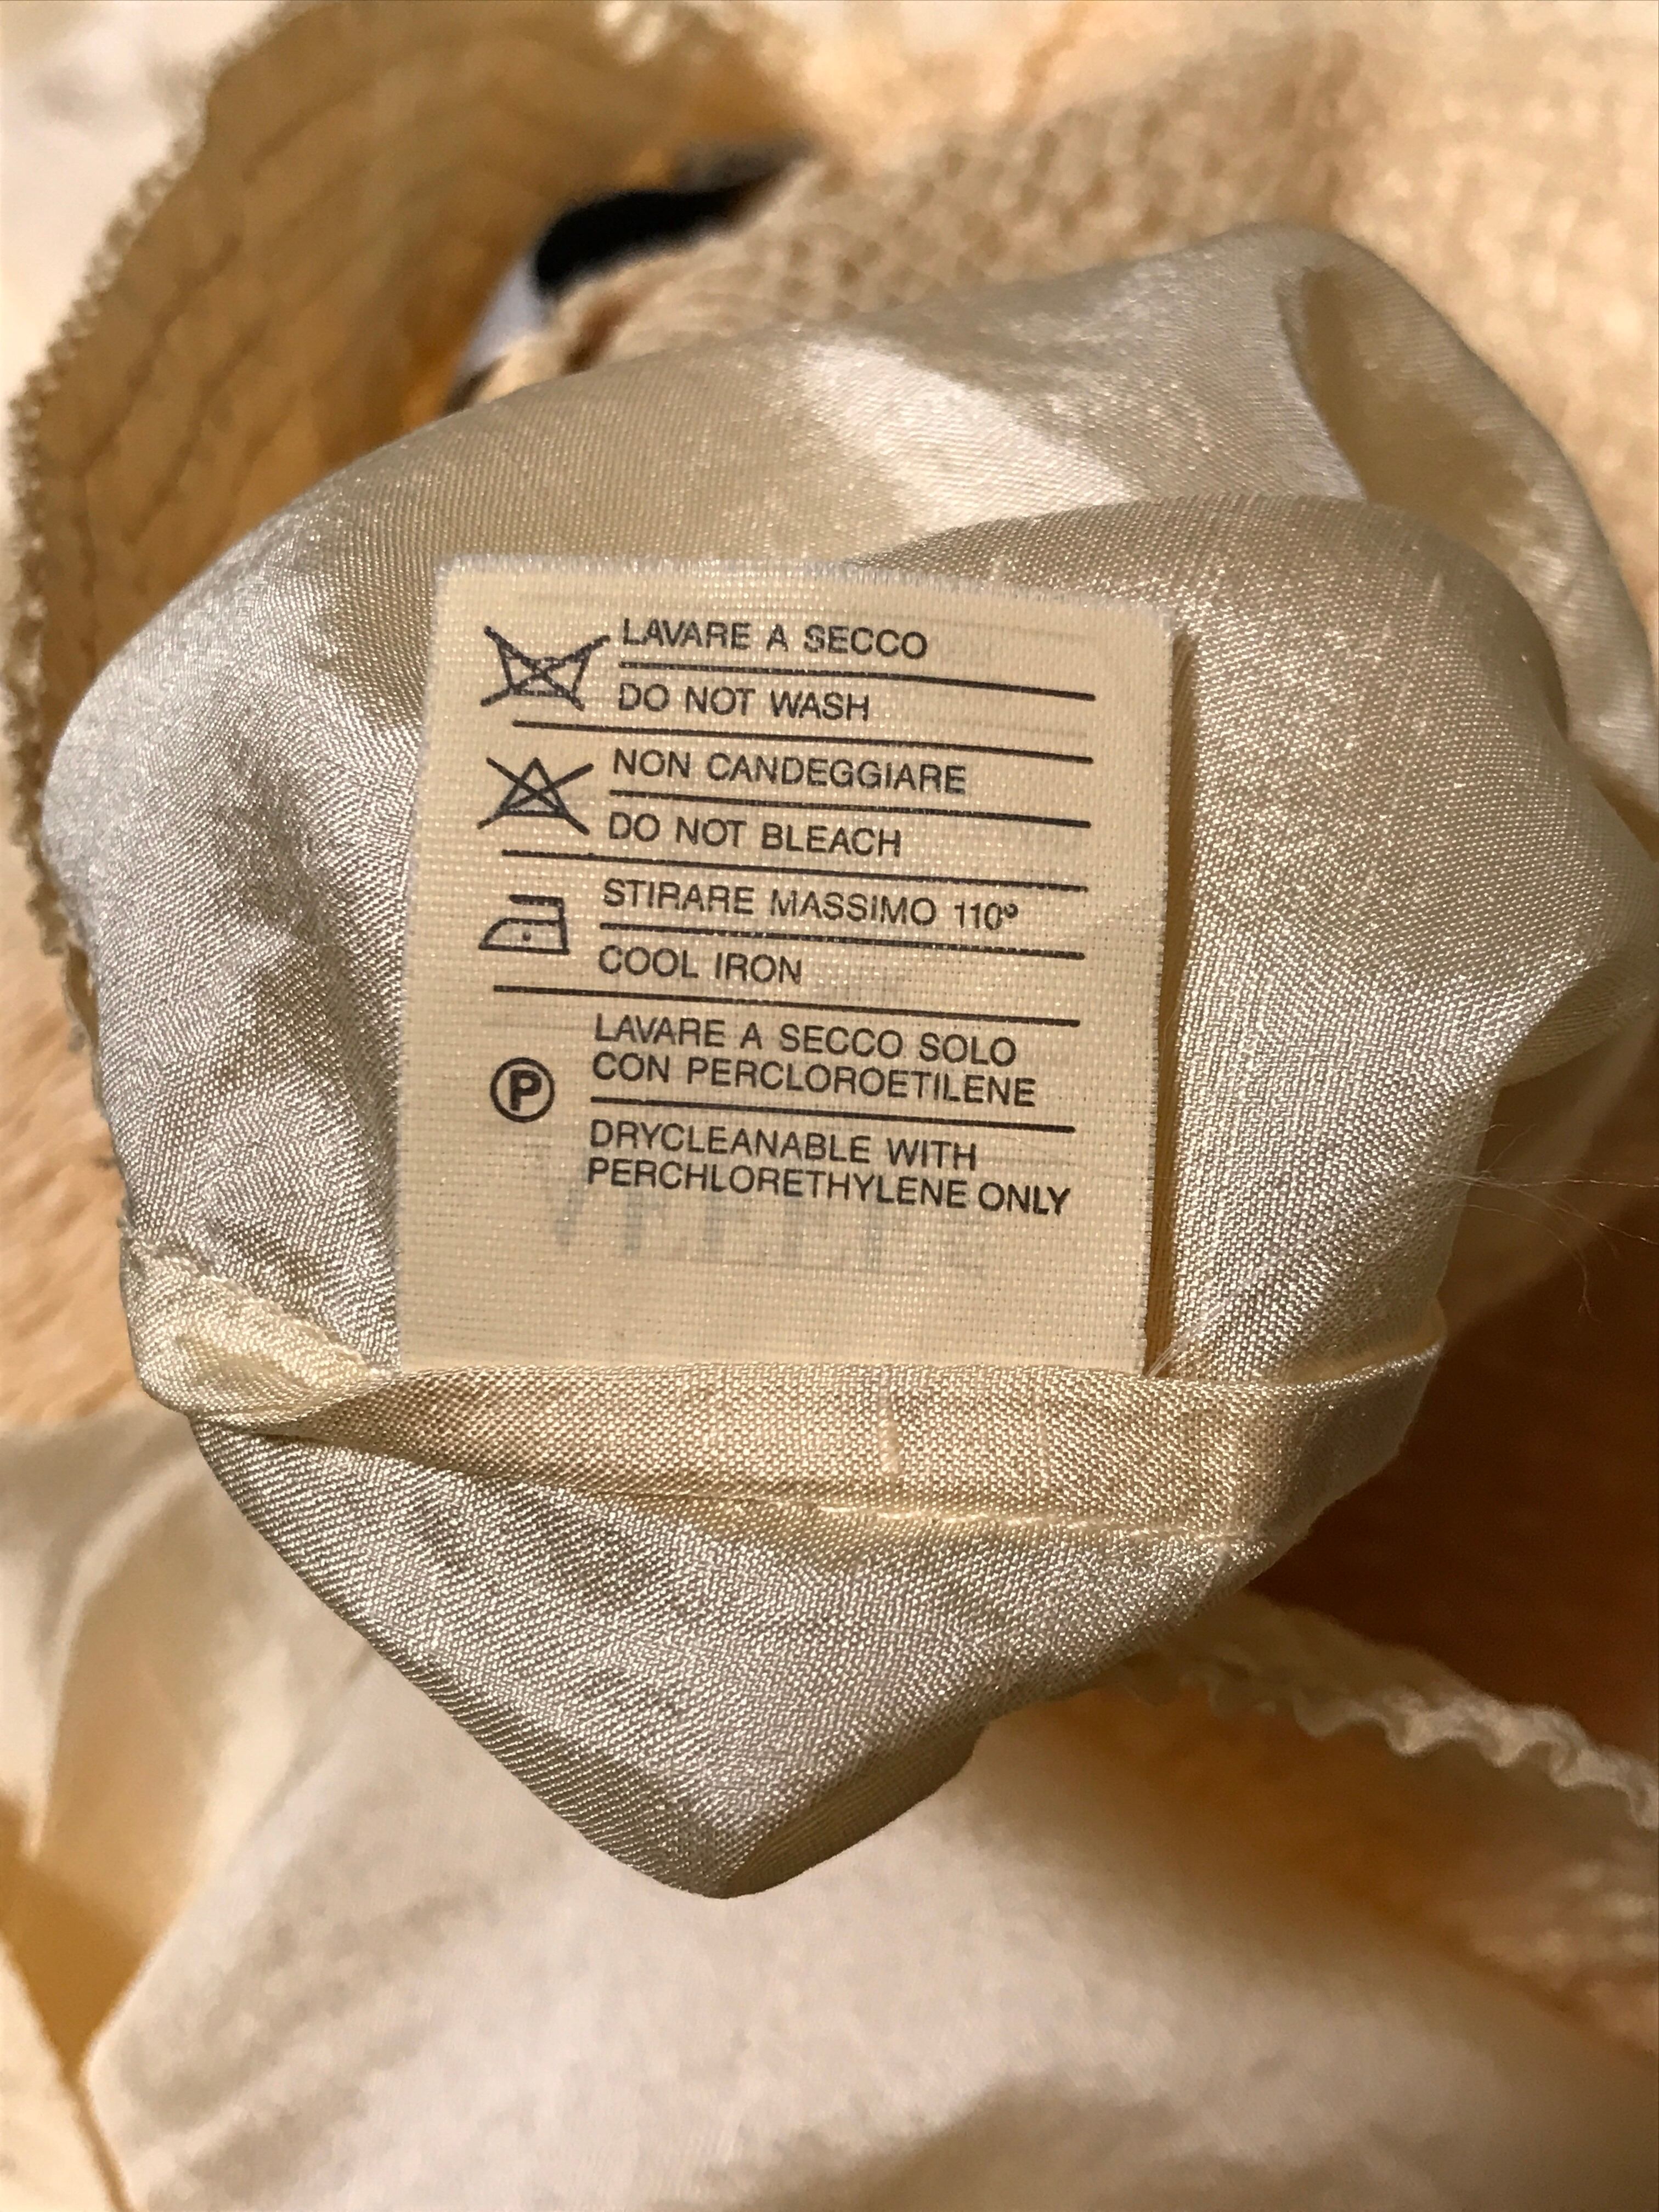 LAVARE A SECCO
DO NOT WASH
NON CANDEGGIARE
DO NOT BLEACH
STIRARE MASSIMO 110º
COOL IRON
LAVARE A SECCO SOLO
CON PERCLOROETILENE
P
DRYCLEANABLE WITH
PERCHLORETHYLENE ONLY